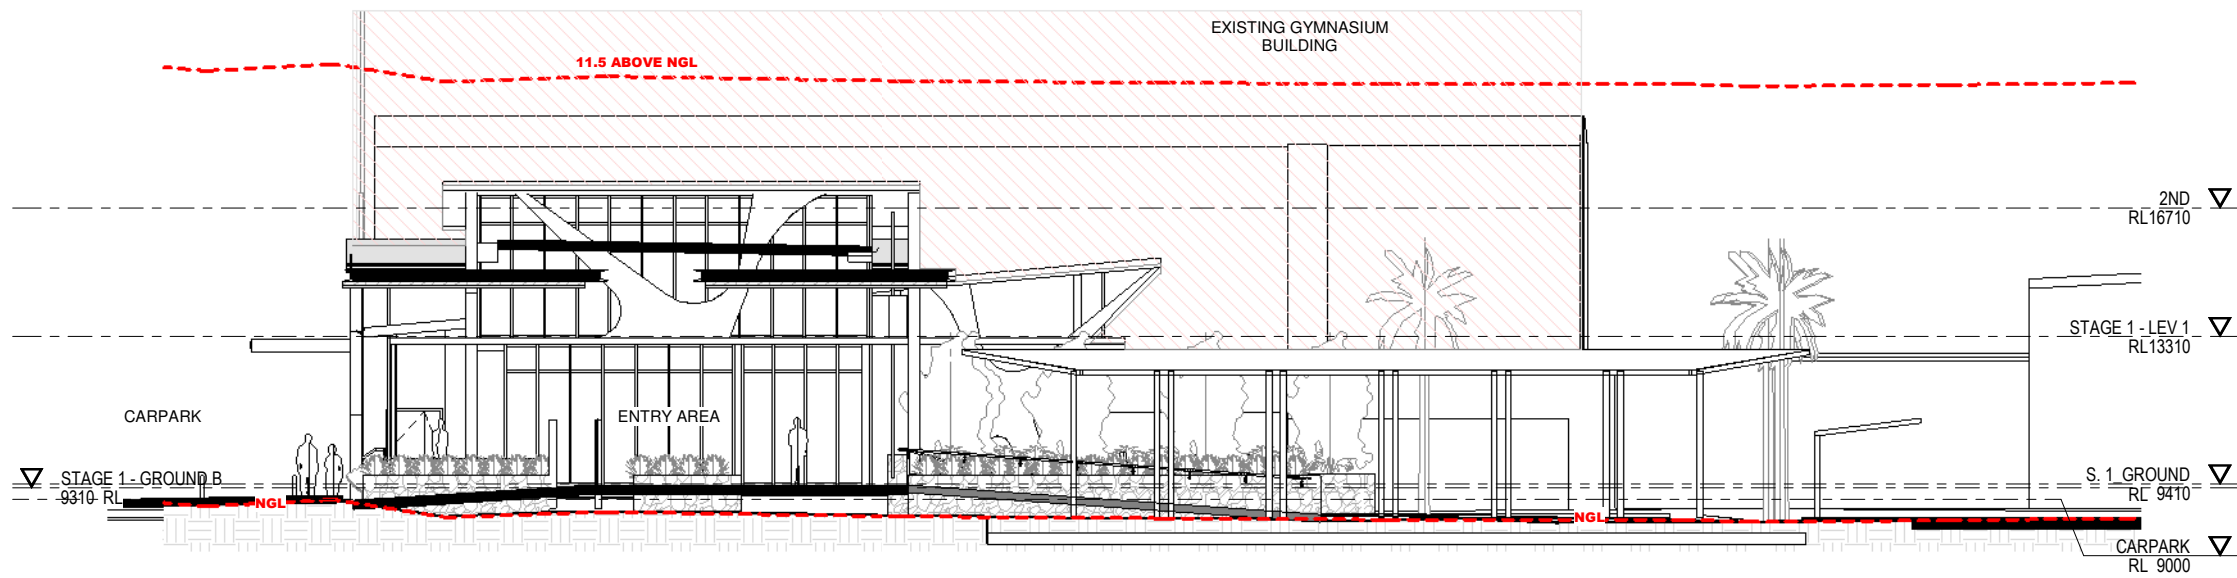 EXISTING GYMNASIUM
BUILDING
11.5 ABOVE NGL
2ND
RL16710
STAGE 1 - LEV 1
RL13310
CARPARK
ENTRY AREA
STAGE 1 - GROUND B
9310 RL
S. 1 GROUND
RL 9410
NGL
NGL
CARPARK
RL 9000